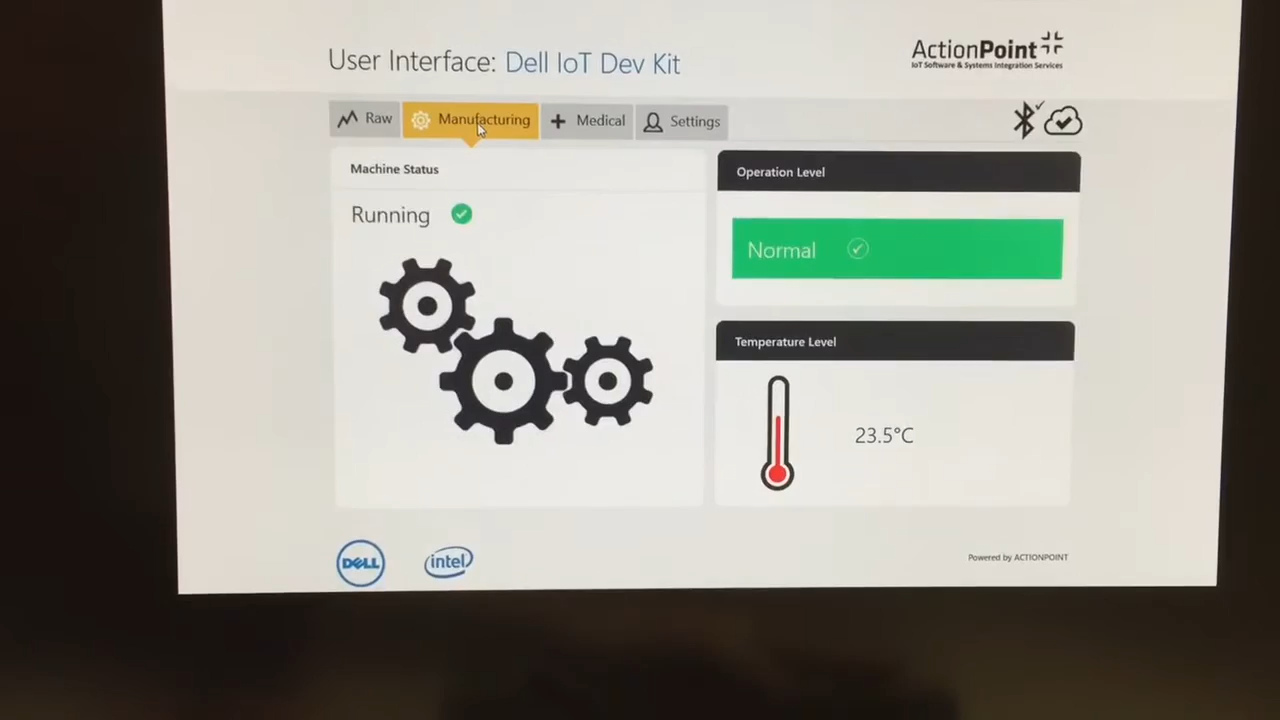 User Interface: Dell IoT Dev Kit
ActionPoint
IoT Software & Systems Integration Services
Raw
Manufacturing
Medical
Settings
Machine Status
Running
Operation Level
Normal
Temperature Level
23.5°C
DELL
intel
Powered by ACTIONPOINT